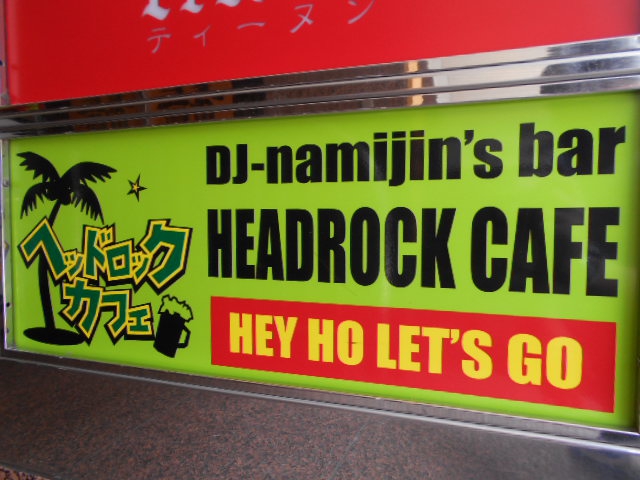 ティーヌン
DJ-namijin's bar
HEADROCK CAFE
HEY HO LET'S GO
ヘッドロック
カフェ